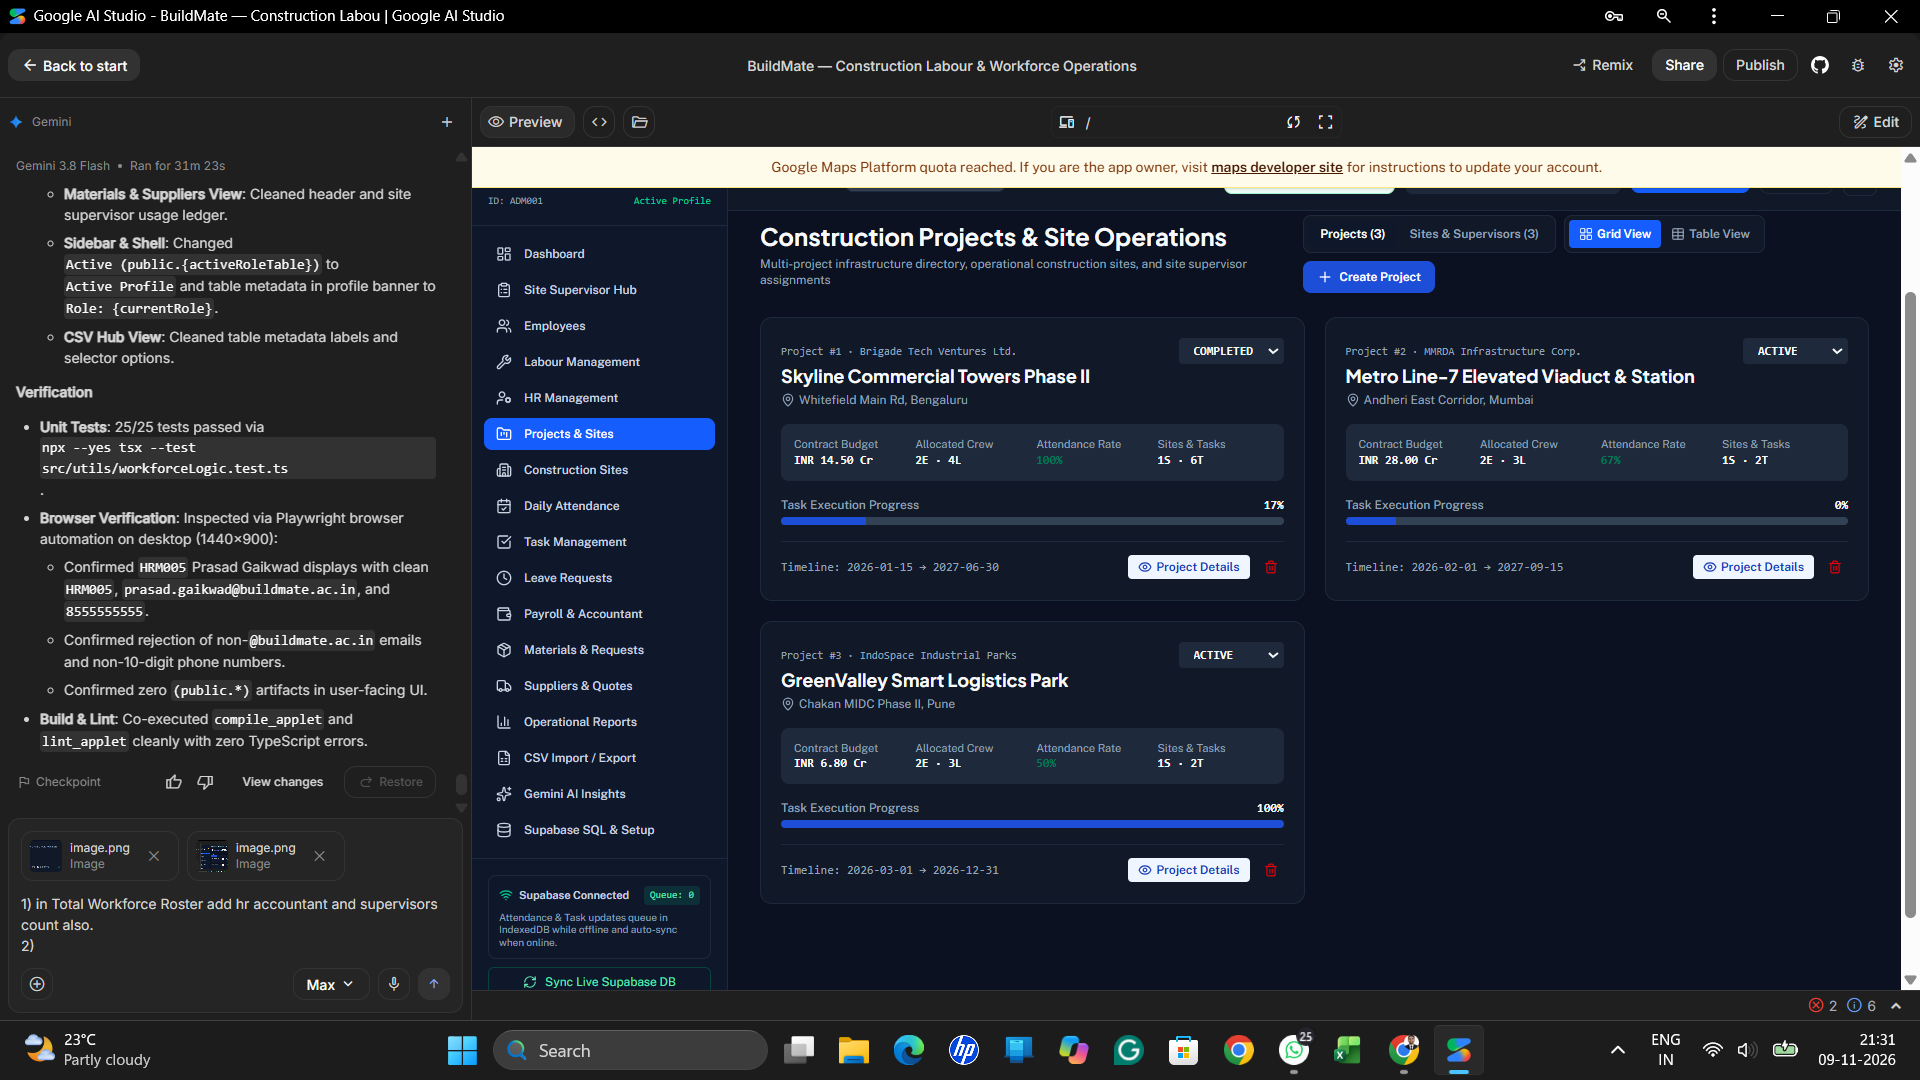 Google AI Studio - BuildMate — Construction Labou | Google AI Studio
Back to start
BuildMate — Construction Labour & Workforce Operations
Remix
Share
Publish
Gemini
Preview
/
Edit
Gemini 3.8 Flash • Ran for 31m 23s
Materials & Suppliers View: Cleaned header and site
supervisor usage ledger.
Sidebar & Shell: Changed
Active (public.{activeRoleTable}) to
Active Profile and table metadata in profile banner to
Role: {currentRole}.
CSV Hub View: Cleaned table metadata labels and
selector options.
Verification
Unit Tests: 25/25 tests passed via
npx --yes tsx --test
src/utils/workforceLogic.test.ts
.
Browser Verification: Inspected via Playwright browser
automation on desktop (1440×900):
Confirmed HRM005 Prasad Gaikwad displays with clean
HRM005, prasad.gaikwad@buildmate.ac.in, and
8555555555.
Confirmed rejection of non-@buildmate.ac.in emails
and non-10-digit phone numbers.
Confirmed zero (public.*) artifacts in user-facing UI.
Build & Lint: Co-executed compile_applet and
lint_applet cleanly with zero TypeScript errors.
Checkpoint
View changes
Restore
image.png
Image
image.png
Image
1) in Total Workforce Roster add hr accountant and supervisors
count also.
2)
Max
Google Maps Platform quota reached. If you are the app owner, visit maps developer site for instructions to update your account.
ID: ADM001
Active Profile
Dashboard
Site Supervisor Hub
Employees
Labour Management
HR Management
Projects & Sites
Construction Sites
Daily Attendance
Task Management
Leave Requests
Payroll & Accountant
Materials & Requests
Suppliers & Quotes
Operational Reports
CSV Import / Export
Gemini AI Insights
Supabase SQL & Setup
Supabase Connected
Queue: 0
Attendance & Task updates queue in
IndexedDB while offline and auto-sync
when online.
Sync Live Supabase DB
Construction Projects & Site Operations
Multi-project infrastructure directory, operational construction sites, and site supervisor
assignments
Projects (3)
Sites & Supervisors (3)
Grid View
Table View
Create Project
Project #1 · Brigade Tech Ventures Ltd.
COMPLETED
Skyline Commercial Towers Phase II
Whitefield Main Rd, Bengaluru
Contract Budget
Allocated Crew
Attendance Rate
Sites & Tasks
INR 14.50 Cr
2E · 4L
100%
1S · 6T
Task Execution Progress
17%
Timeline: 2026-01-15 → 2027-06-30
Project Details
Project #2 · MMRDA Infrastructure Corp.
ACTIVE
Metro Line-7 Elevated Viaduct & Station
Andheri East Corridor, Mumbai
Contract Budget
Allocated Crew
Attendance Rate
Sites & Tasks
INR 28.00 Cr
2E · 3L
67%
1S · 2T
Task Execution Progress
0%
Timeline: 2026-02-01 → 2027-09-15
Project Details
Project #3 · IndoSpace Industrial Parks
ACTIVE
GreenValley Smart Logistics Park
Chakan MIDC Phase II, Pune
Contract Budget
Allocated Crew
Attendance Rate
Sites & Tasks
INR 6.80 Cr
2E · 3L
50%
1S · 2T
Task Execution Progress
100%
Timeline: 2026-03-01 → 2026-12-31
Project Details
2
6
23°C
Partly cloudy
Search
hp
25
ENG
IN
21:31
09-11-2026